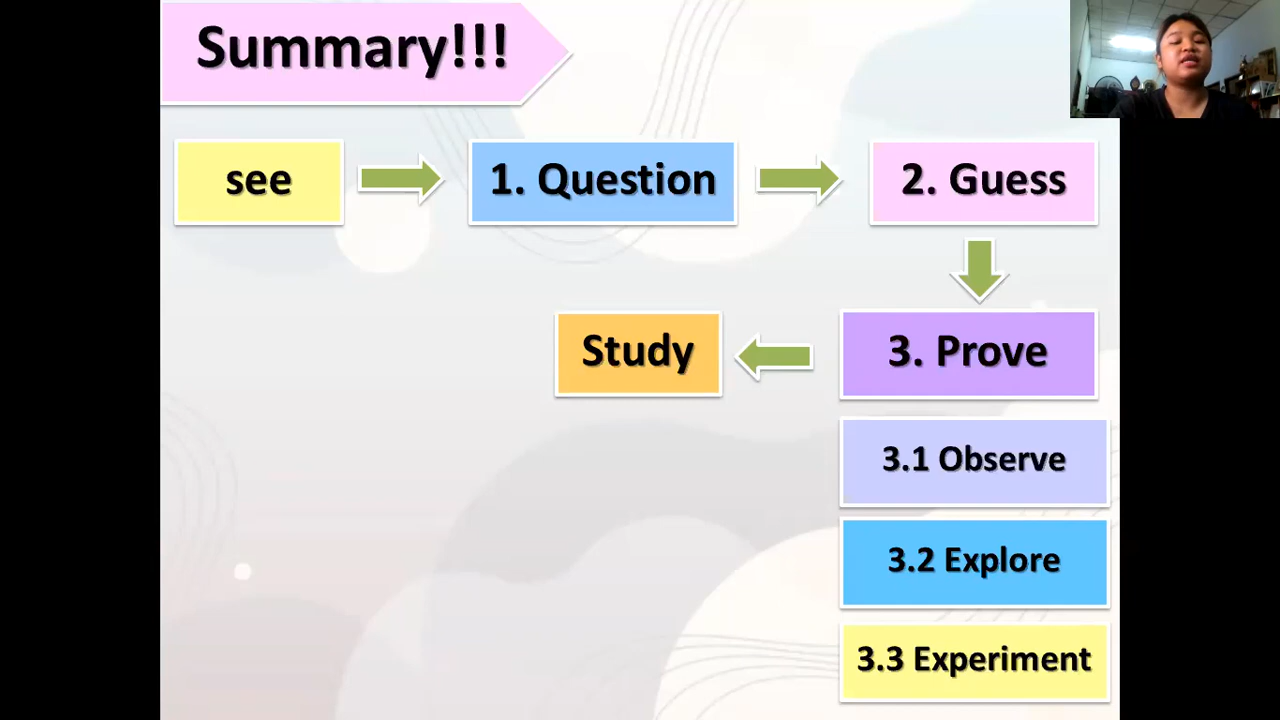 Summary!!!
see
1. Question
2. Guess
3. Prove
Study
3.1 Observe
3.2 Explore
3.3 Experiment